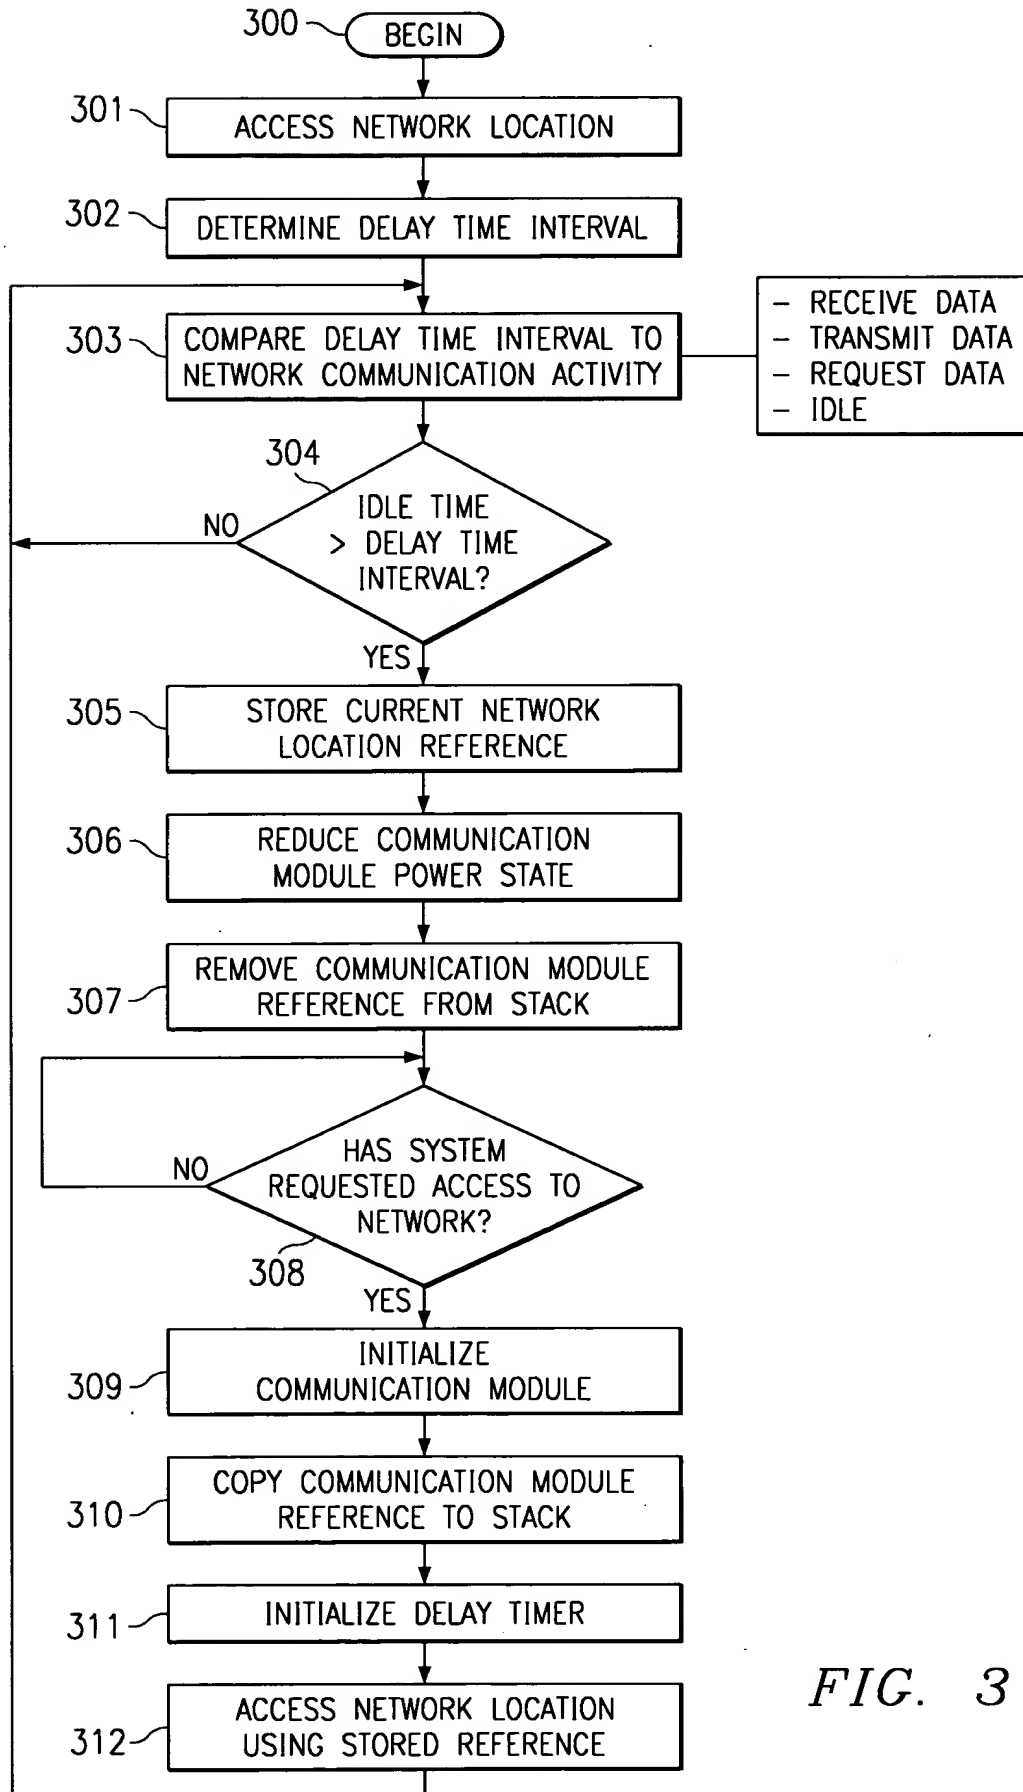 300
BEGIN
301
ACCESS NETWORK LOCATION
302
DETERMINE DELAY TIME INTERVAL
303
COMPARE DELAY TIME INTERVAL TO
NETWORK COMMUNICATION ACTIVITY
- RECEIVE DATA
- TRANSMIT DATA
- REQUEST DATA
- IDLE
304
IDLE TIME
> DELAY TIME
INTERVAL?
NO
YES
305
STORE CURRENT NETWORK
LOCATION REFERENCE
306
REDUCE COMMUNICATION
MODULE POWER STATE
307
REMOVE COMMUNICATION MODULE
REFERENCE FROM STACK
HAS SYSTEM
REQUESTED ACCESS TO
NETWORK?
NO
308
YES
309
INITIALIZE
COMMUNICATION MODULE
310
COPY COMMUNICATION MODULE
REFERENCE TO STACK
311
INITIALIZE DELAY TIMER
312
ACCESS NETWORK LOCATION
USING STORED REFERENCE
FIG. 3